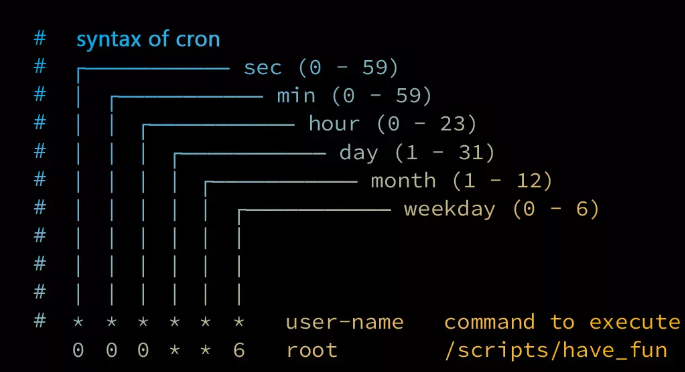 # syntax of cron
# sec (0 - 59)
# min (0 - 59)
# hour (0 - 23)
# day (1 - 31)
# month (1 - 12)
# weekday (0 - 6)
#
#
#
# * * * * * * user-name command to execute
0 0 0 * * 6 root /scripts/have_fun